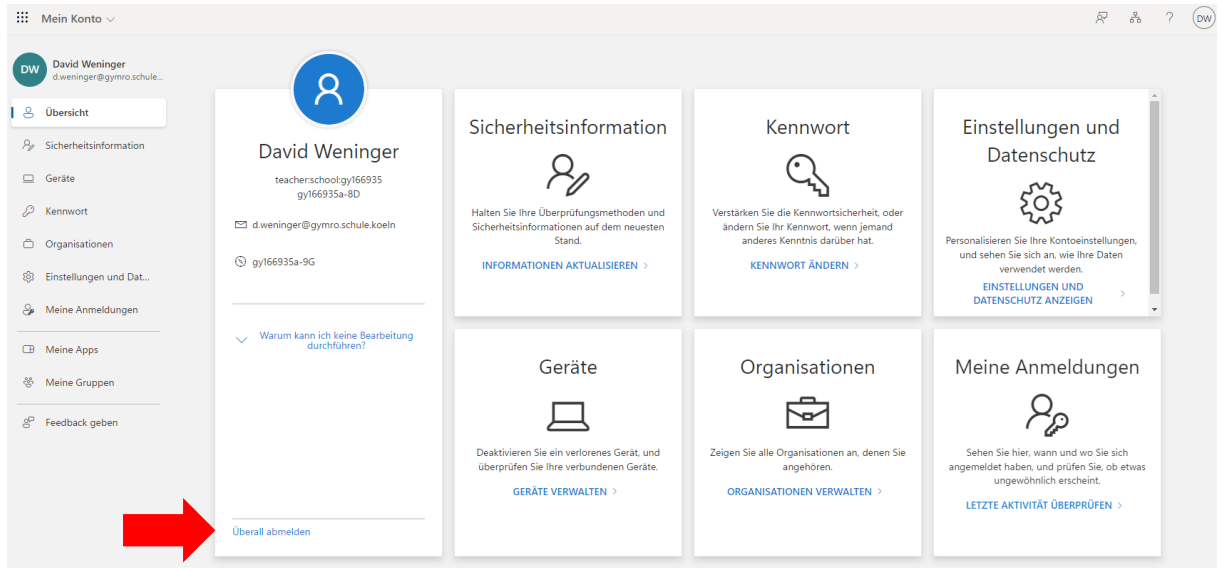 Mein Konto
?
DW
DW
David Weninger
d.weninger@gymro.schule...
Übersicht
Sicherheitsinformation
Geräte
Kennwort
Organisationen
Einstellungen und Dat...
Meine Anmeldungen
Meine Apps
Meine Gruppen
Feedback geben
David Weninger
teacher:school:gy166935
gy166935a-8D
d.weninger@gymro.schule.koeln
gy166935a-9G
Warum kann ich keine Bearbeitung
durchführen?
Überall abmelden
Sicherheitsinformation
Halten Sie Ihre Überprüfungsmethoden und
Sicherheitsinformationen auf dem neuesten
Stand.
INFORMATIONEN AKTUALISIEREN >
Kennwort
Verstärken Sie die Kennwortsicherheit, oder
ändern Sie Ihr Kennwort, wenn jemand
anderes Kenntnis darüber hat.
KENNWORT ÄNDERN >
Einstellungen und
Datenschutz
Personalisieren Sie Ihre Kontoeinstellungen,
und sehen Sie sich an, wie Ihre Daten
verwendet werden.
EINSTELLUNGEN UND
DATENSCHUTZ ANZEIGEN >
Geräte
Deaktivieren Sie ein verlorenes Gerät, und
überprüfen Sie Ihre verbundenen Geräte.
GERÄTE VERWALTEN >
Organisationen
Zeigen Sie alle Organisationen an, denen Sie
angehören.
ORGANISATIONEN VERWALTEN >
Meine Anmeldungen
Sehen Sie hier, wann und wo Sie sich
angemeldet haben, und prüfen Sie, ob etwas
ungewöhnlich erscheint.
LETZTE AKTIVITÄT ÜBERPRÜFEN >